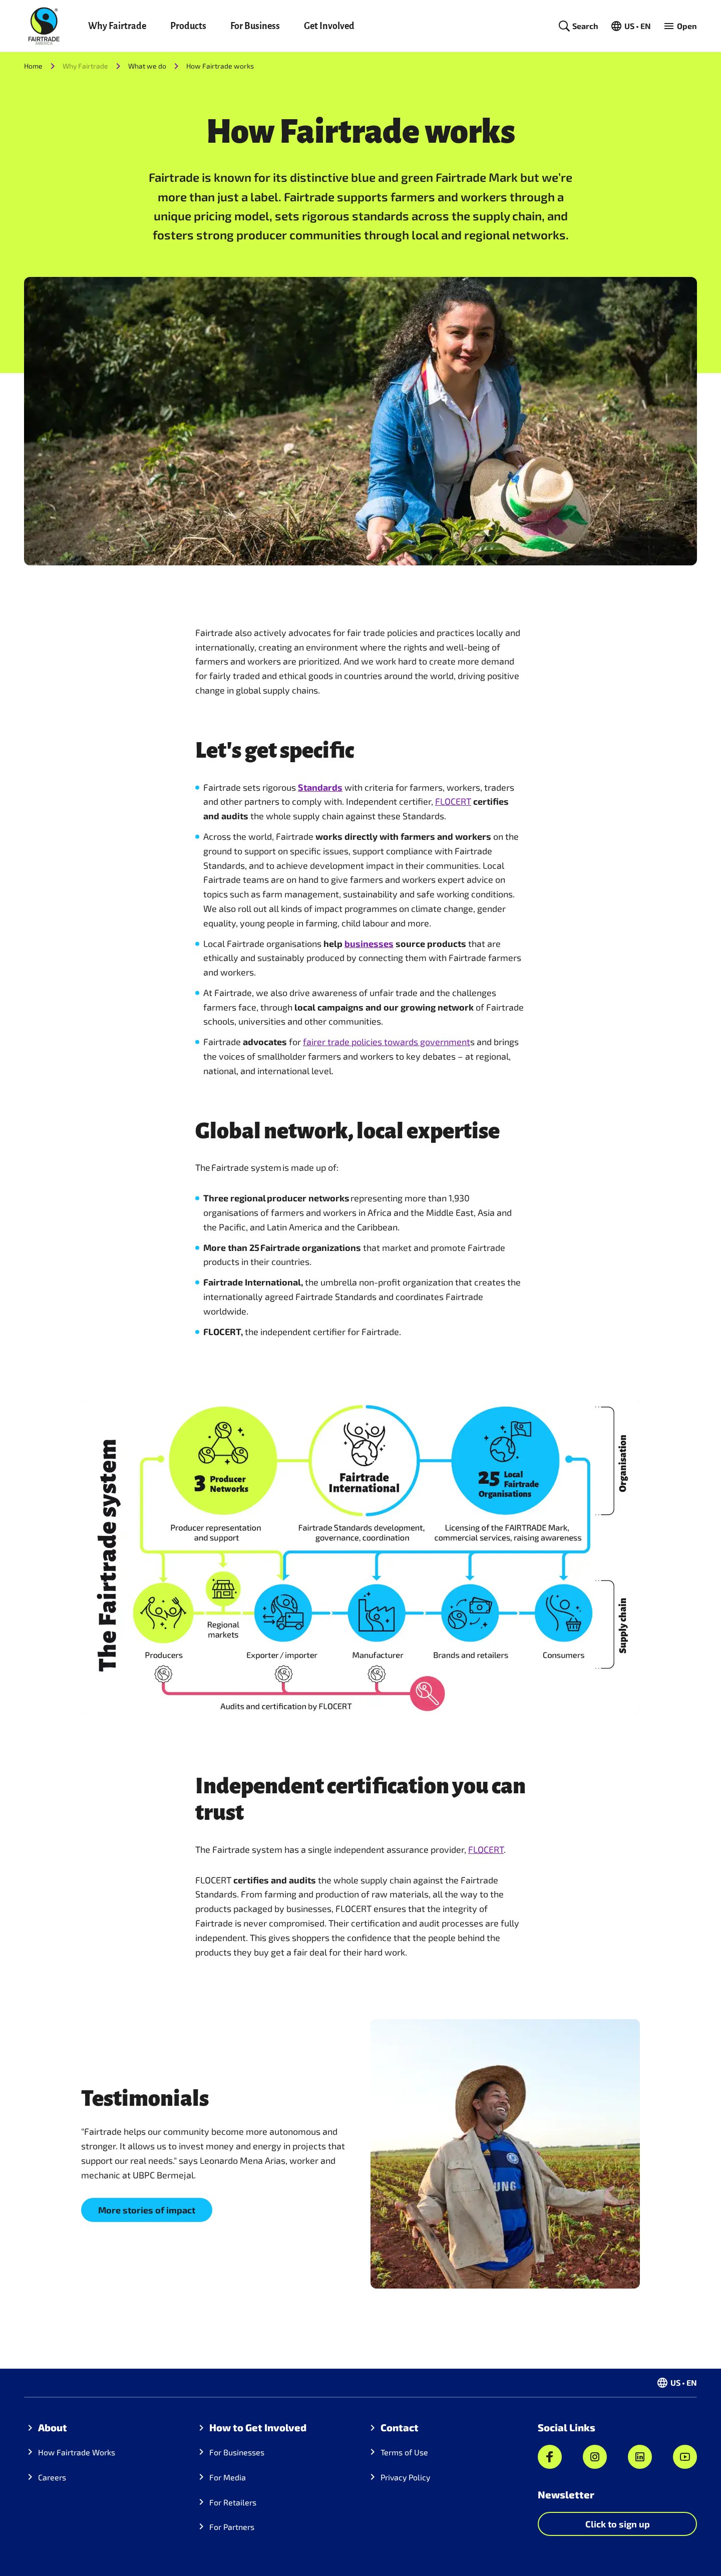 FAIRTRADE
AMERICA
Why Fairtrade
Products
For Business
Get Involved
Search
US • EN
Open
Home
Why Fairtrade
What we do
How Fairtrade works
How Fairtrade works
Fairtrade is known for its distinctive blue and green Fairtrade Mark but we're
more than just a label. Fairtrade supports farmers and workers through a
unique pricing model, sets rigorous standards across the supply chain, and
fosters strong producer communities through local and regional networks.
Fairtrade also actively advocates for fair trade policies and practices locally and
internationally, creating an environment where the rights and well-being of
farmers and workers are prioritized. And we work hard to create more demand
for fairly traded and ethical goods in countries around the world, driving positive
change in global supply chains.
Let's get specific
Fairtrade sets rigorous Standards with criteria for farmers, workers, traders
and other partners to comply with. Independent certifier, FLOCERT certifies
and audits the whole supply chain against these Standards.
Across the world, Fairtrade works directly with farmers and workers on the
ground to support on specific issues, support compliance with Fairtrade
Standards, and to achieve development impact in their communities. Local
Fairtrade teams are on hand to give farmers and workers expert advice on
topics such as farm management, sustainability and safe working conditions.
We also roll out all kinds of impact programmes on climate change, gender
equality, young people in farming, child labour and more.
Local Fairtrade organisations help businesses source products that are
ethically and sustainably produced by connecting them with Fairtrade farmers
and workers.
At Fairtrade, we also drive awareness of unfair trade and the challenges
farmers face, through local campaigns and our growing network of Fairtrade
schools, universities and other communities.
Fairtrade advocates for fairer trade policies towards governments and brings
the voices of smallholder farmers and workers to key debates – at regional,
national, and international level.
Global network, local expertise
The Fairtrade system is made up of:
Three regional producer networks representing more than 1,930
organisations of farmers and workers in Africa and the Middle East, Asia and
the Pacific, and Latin America and the Caribbean.
More than 25 Fairtrade organizations that market and promote Fairtrade
products in their countries.
Fairtrade International, the umbrella non-profit organization that creates the
internationally agreed Fairtrade Standards and coordinates Fairtrade
worldwide.
FLOCERT, the independent certifier for Fairtrade.
The Fairtrade system
3 Producer
Networks
Fairtrade
International
25 Local
Fairtrade
Organisations
Organisation
Producer representation
and support
Fairtrade Standards development,
governance, coordination
Licensing of the FAIRTRADE Mark,
commercial services, raising awareness
Regional
markets
Producers
Exporter / importer
Manufacturer
Brands and retailers
Consumers
Supply chain
Audits and certification by FLOCERT
Independent certification you can
trust
The Fairtrade system has a single independent assurance provider, FLOCERT.
FLOCERT certifies and audits the whole supply chain against the Fairtrade
Standards. From farming and production of raw materials, all the way to the
products packaged by businesses, FLOCERT ensures that the integrity of
Fairtrade is never compromised. Their certification and audit processes are fully
independent. This gives shoppers the confidence that the people behind the
products they buy get a fair deal for their hard work.
Testimonials
"Fairtrade helps our community become more autonomous and
stronger. It allows us to invest money and energy in projects that
support our real needs." says Leonardo Mena Arias, worker and
mechanic at UBPC Bermejal.
More stories of impact
US • EN
About
How Fairtrade Works
Careers
How to Get Involved
For Businesses
For Media
For Retailers
For Partners
Contact
Terms of Use
Privacy Policy
Social Links
Newsletter
Click to sign up